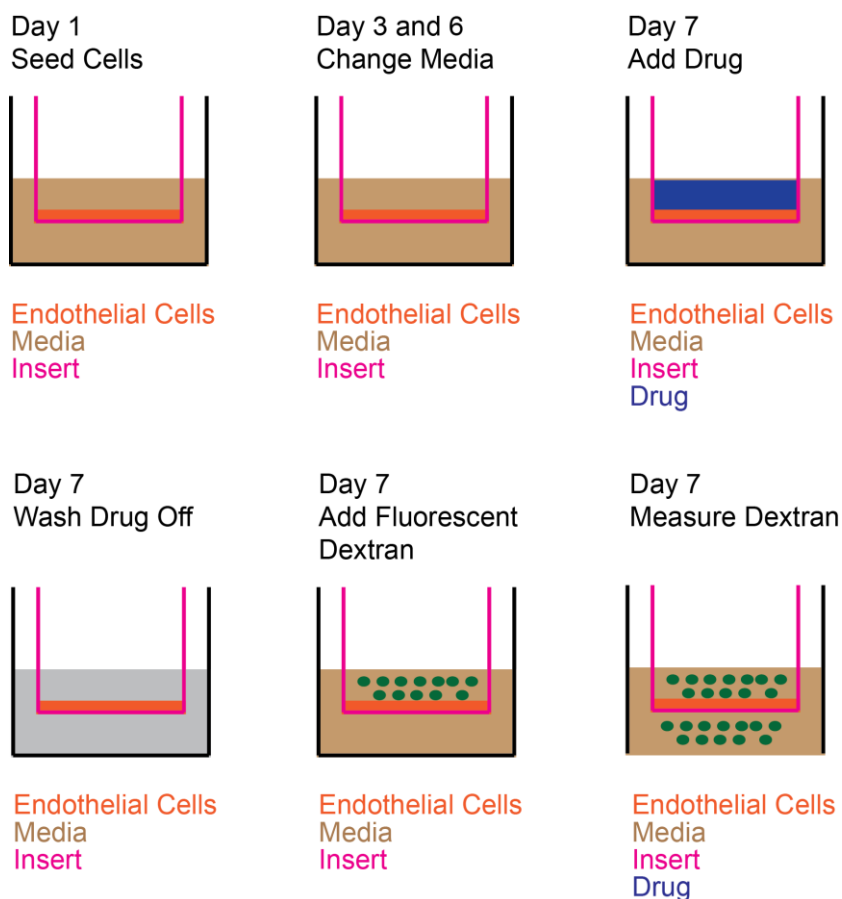 Day 1
Seed Cells
Day 3 and 6
Change Media
Day 7
Add Drug
Endothelial Cells
Media
Insert
Endothelial Cells
Media
Insert
Endothelial Cells
Media
Insert
Drug
Day 7
Wash Drug Off
Day 7
Add Fluorescent
Dextran
Day 7
Measure Dextran
Endothelial Cells
Media
Insert
Endothelial Cells
Media
Insert
Endothelial Cells
Media
Insert
Drug